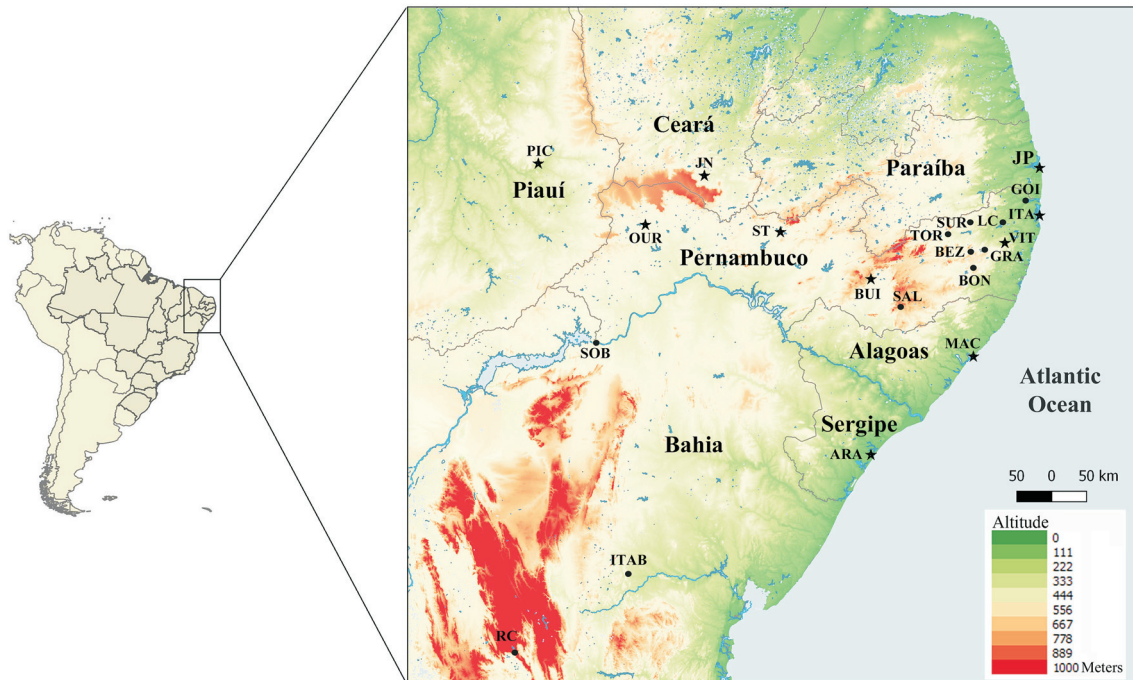 Ceará
PIC
JN
Piauí
Paraíba
JP
GOI
OUR
ST
SUR
LC
ITA
TOR
VIT
Pernambuco
BEZ
GRA
BUI
BON
SAL
SOB
Alagoas
MAC
Atlantic
Ocean
Sergipe
Bahia
ARA
50
0
50 km
ITAB
RC
Altitude
0
111
222
333
444
556
667
778
889
1000 Meters